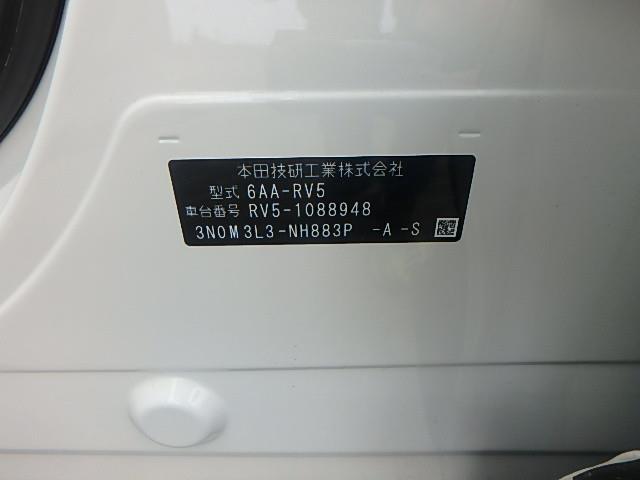 本田技研工業株式会社
型式 6AA-RV5
車台番号 RV5-1088948
3N0M3L3-NH883P -A -S